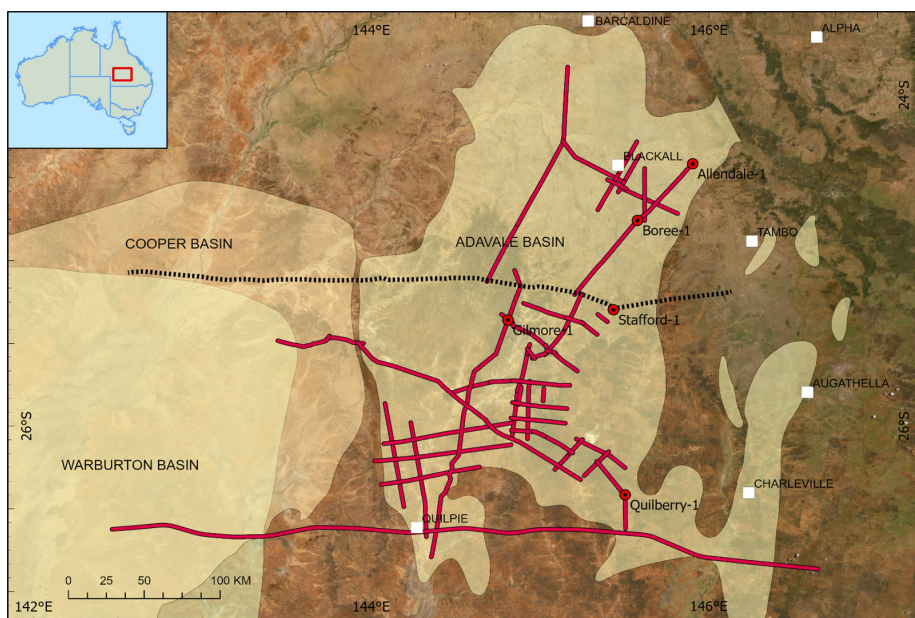 144°E
BARCALDINE
146°E
ALPHA
24°S
24°S
BLACKALL
Allendale-1
Boree-1
TAMBO
COOPER BASIN
ADAVALE BASIN
Stafford-1
Gilmore-1
AUGATHELLA
26°S
26°S
WARBURTON BASIN
CHARLEVILLE
Quilberry-1
QUILPIE
0 25 50 100 KM
142°E
144°E
146°E